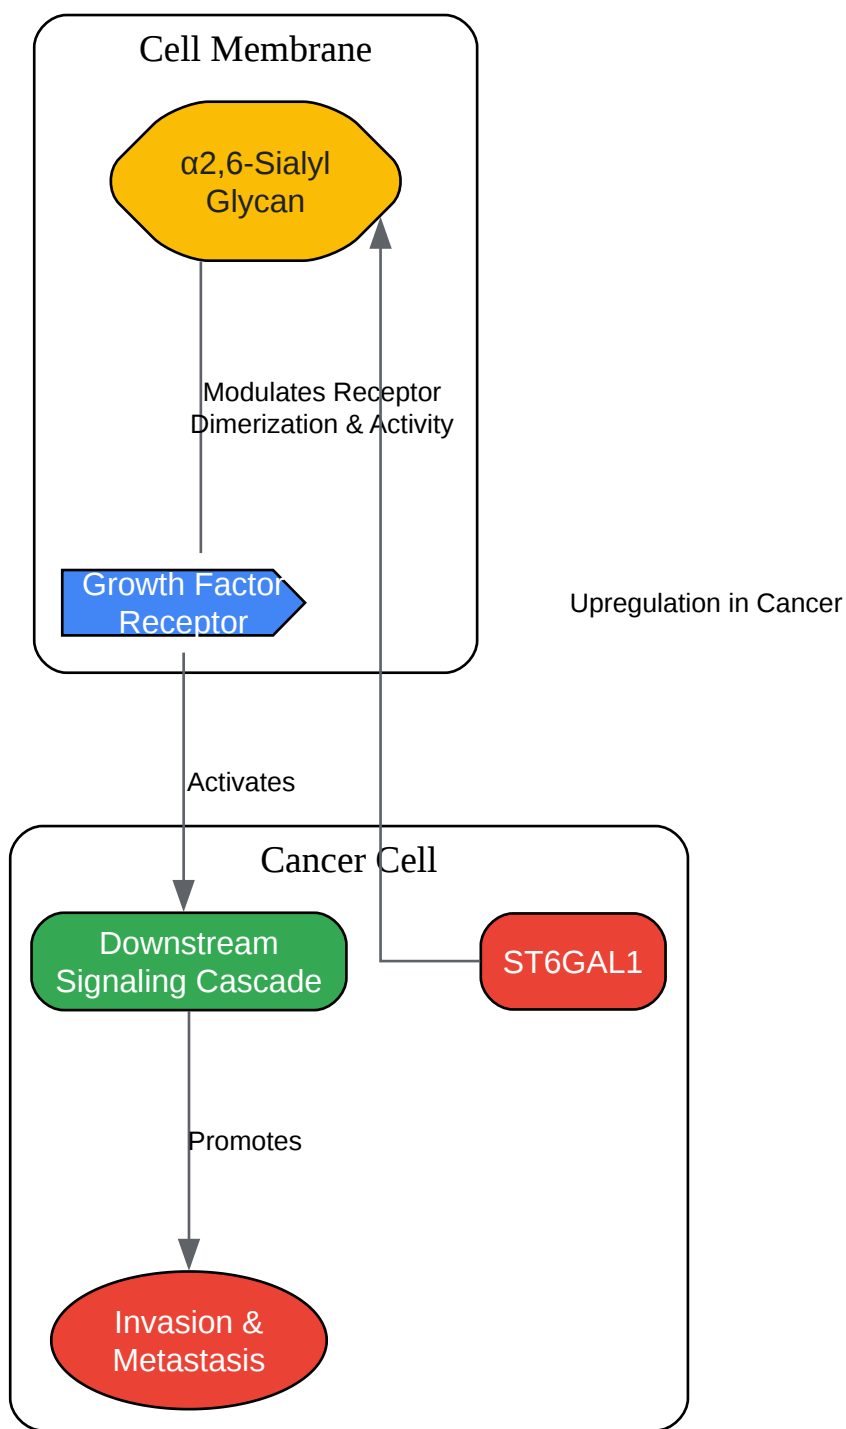 Cell Membrane
α2,6-Sialyl
Glycan
Modulates Receptor
Dimerization & Activity
Growth Factor
Receptor
Upregulation in Cancer
Activates
Cancer Cell
Downstream
Signaling Cascade
ST6GAL1
Promotes
Invasion &
Metastasis